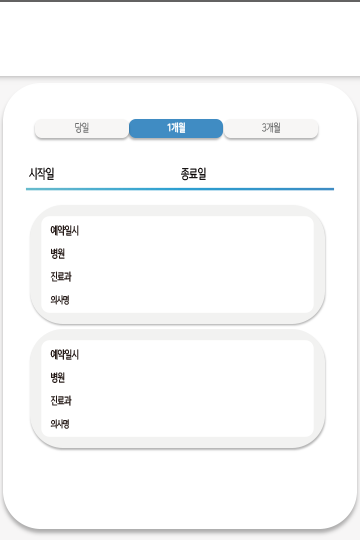 당일 1개월 3개월
시작일 종료일
예약일시
병원
진료과
의사명
예약일시
병원
진료과
의사명